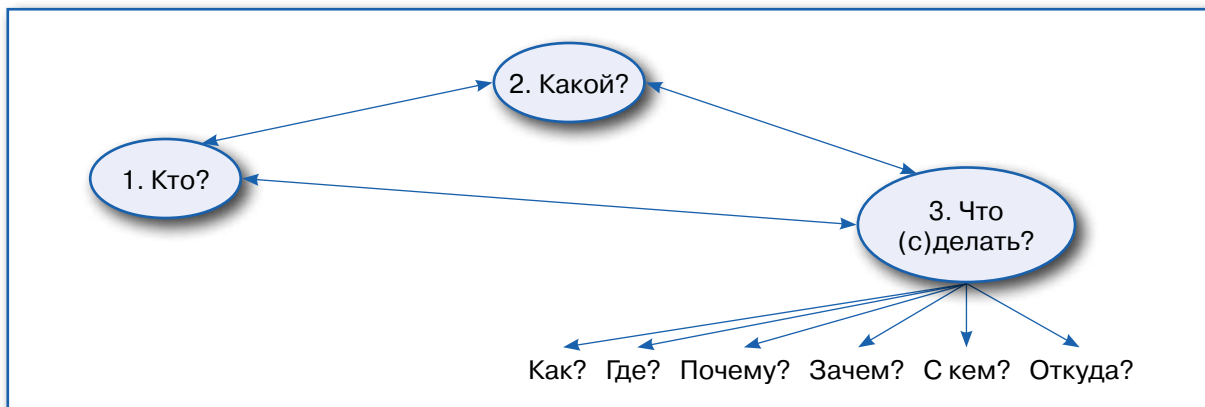 2. Какой?
1. Кто?
3. Что
(с)делать?
Как? Где? Почему? Зачем? С кем? Откуда?